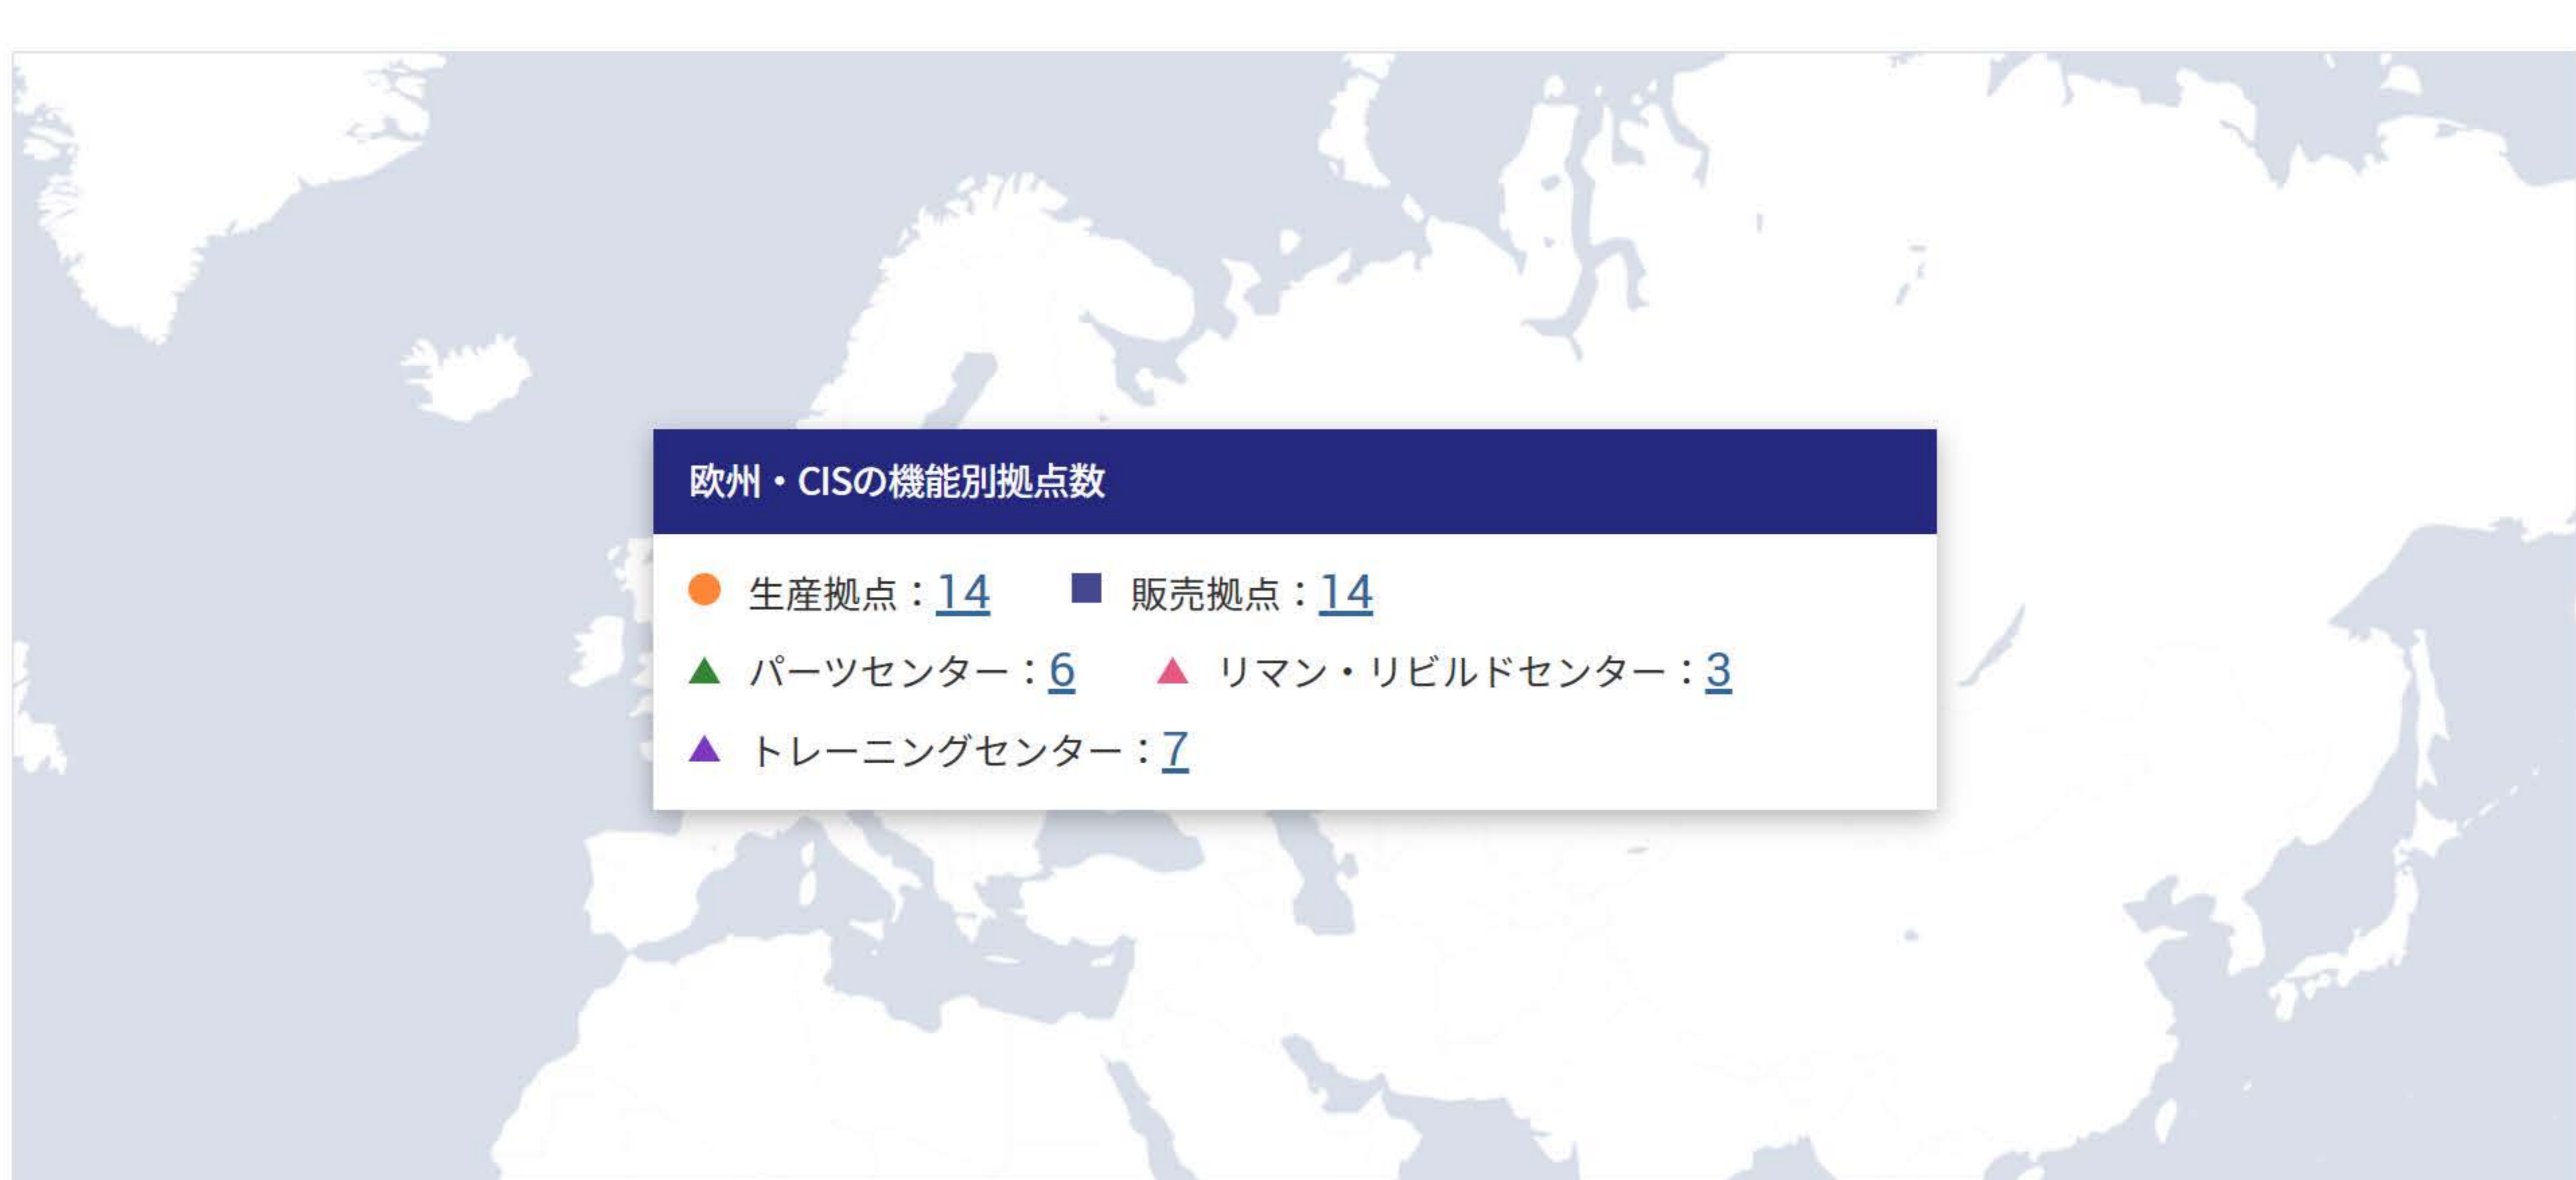 欧州・CISの機能別拠点数
生産拠点：14 販売拠点：14
パーツセンター：6 リマン・リビルドセンター：3
トレーニングセンター：7